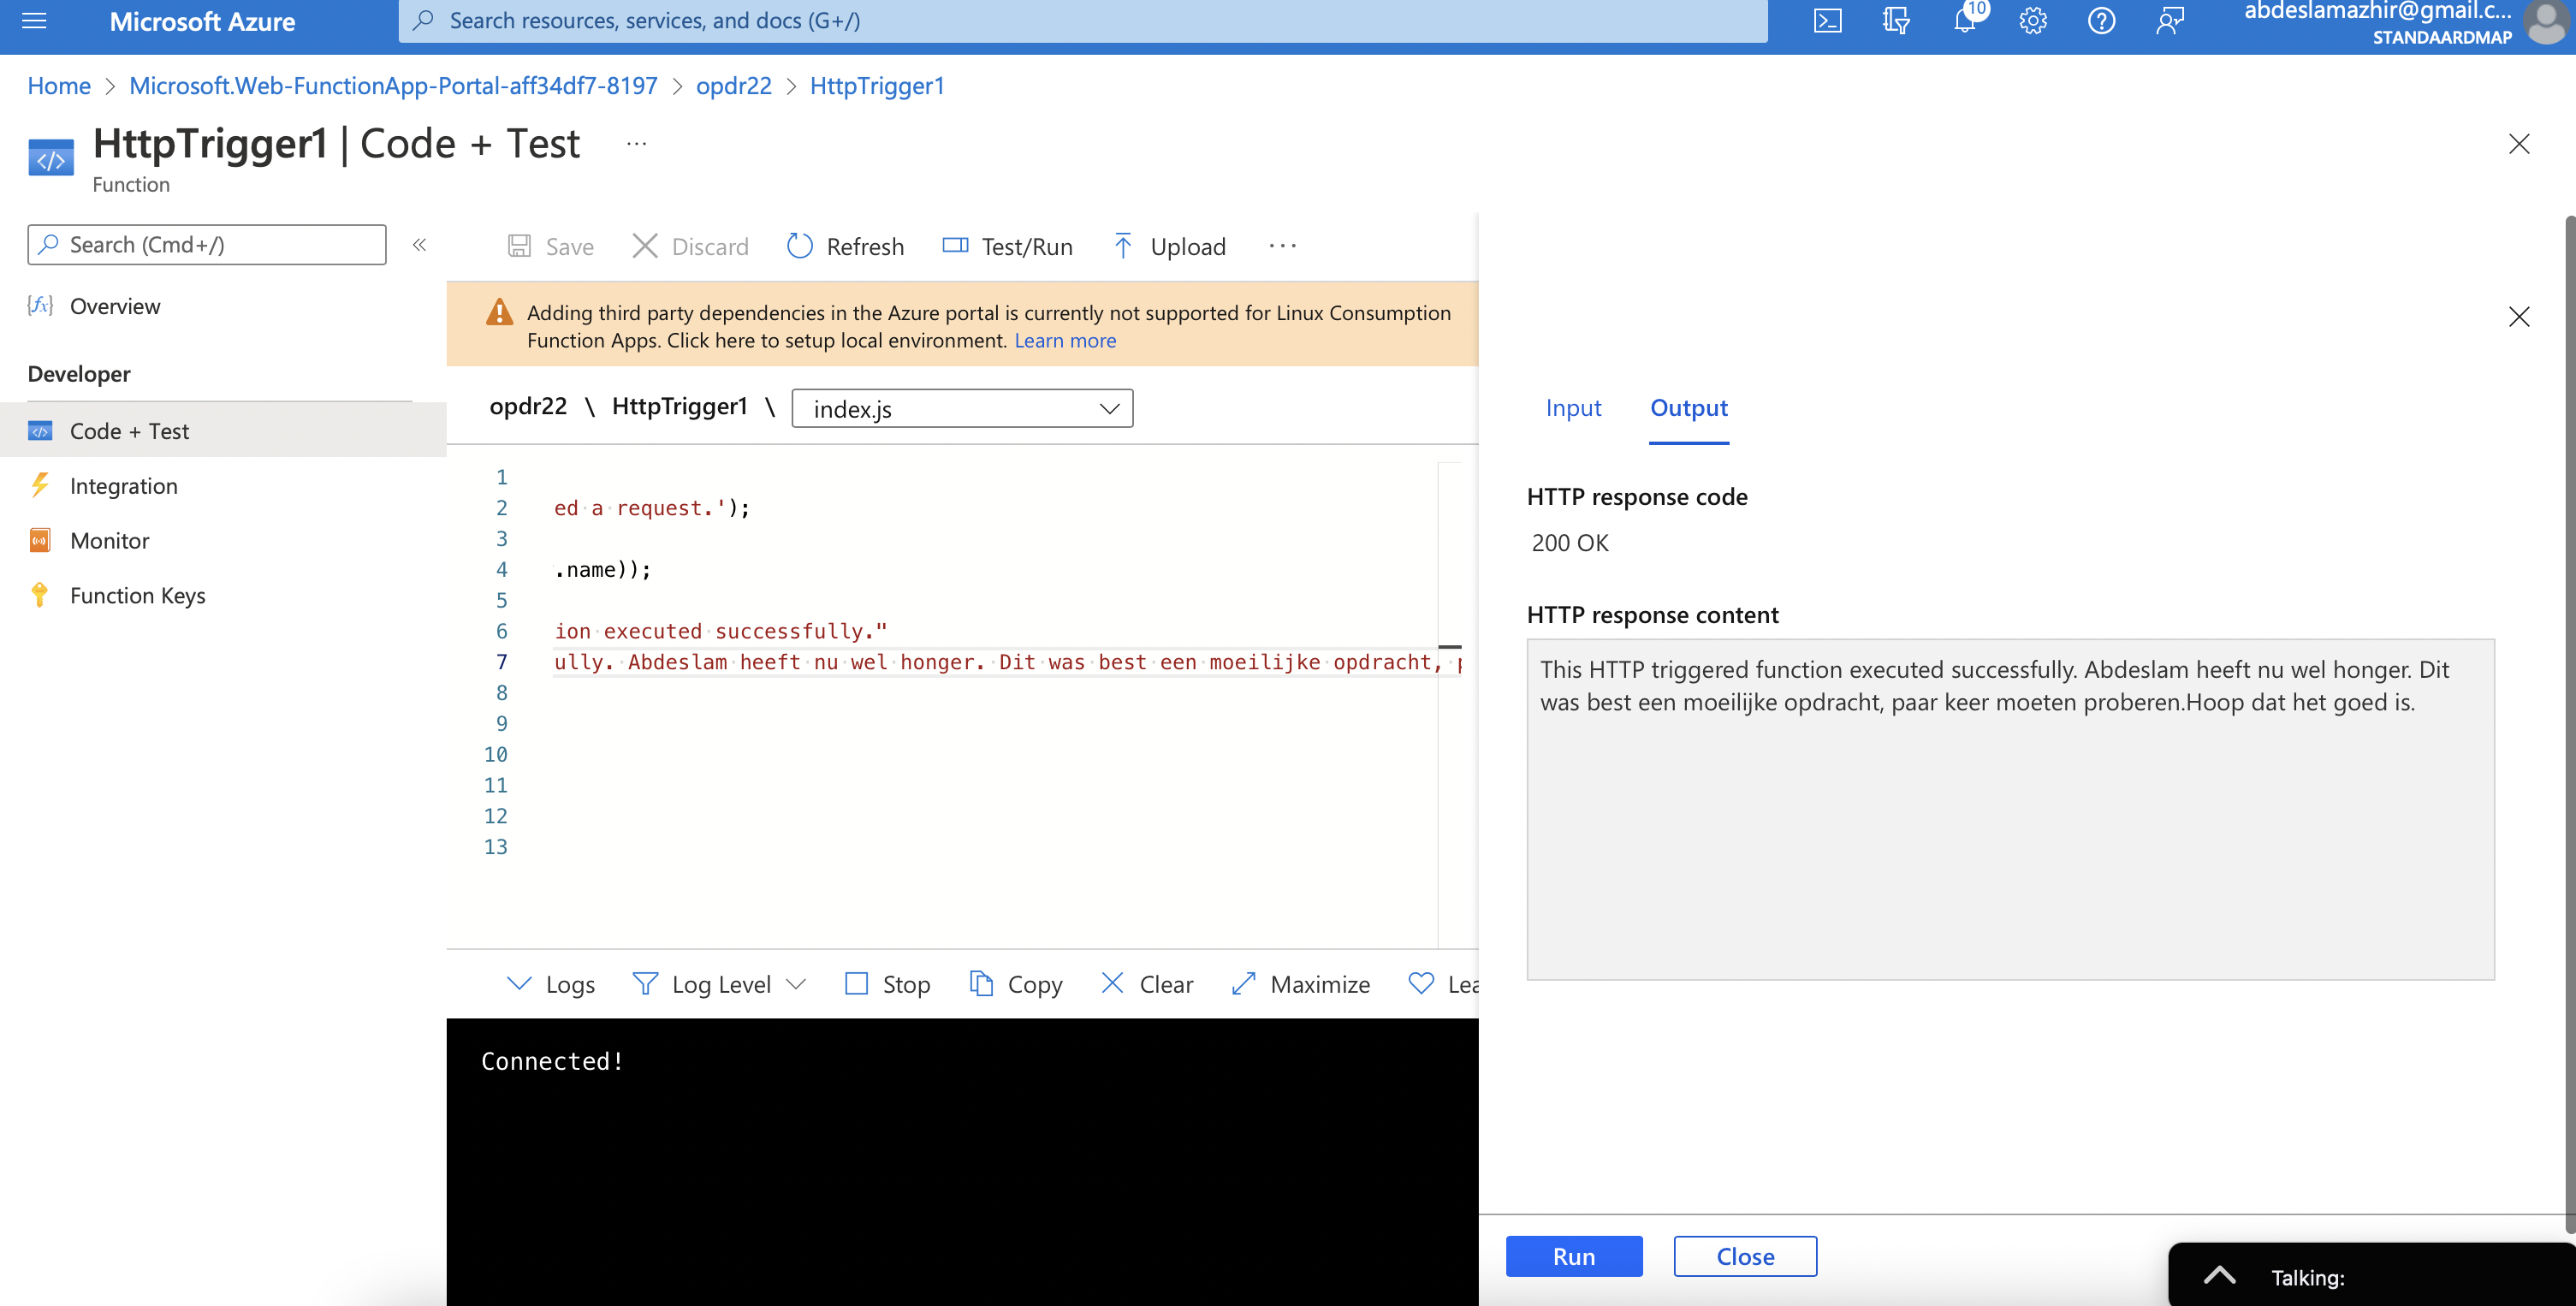 Microsoft Azure
Search resources, services, and docs (G+/)
10
abdeslamazhir@gmail.c...
STANDAARDMAP
Home > Microsoft.Web-FunctionApp-Portal-aff34df7-8197 > opdr22 > HttpTrigger1
HttpTrigger1 | Code + Test ...
Function
Search (Cmd+/)
«
Overview
Developer
Code + Test
Integration
Monitor
Function Keys
Save Discard Refresh Test/Run Upload ...
Adding third party dependencies in the Azure portal is currently not supported for Linux Consumption
Function Apps. Click here to setup local environment. Learn more
opdr22 \ HttpTrigger1 \ index.js
1
2 ed a request.');
3
4 .name));
5
6 ion executed successfully."
7 ully. Abdeslam heeft nu wel honger. Dit was best een moeilijke opdracht,
8
9
10
11
12
13
Logs Log Level Stop Copy Clear Maximize Lea
Connected!
Input Output
HTTP response code
200 OK
HTTP response content
This HTTP triggered function executed successfully. Abdeslam heeft nu wel honger. Dit
was best een moeilijke opdracht, paar keer moeten proberen.Hoop dat het goed is.
Run Close
Talking: